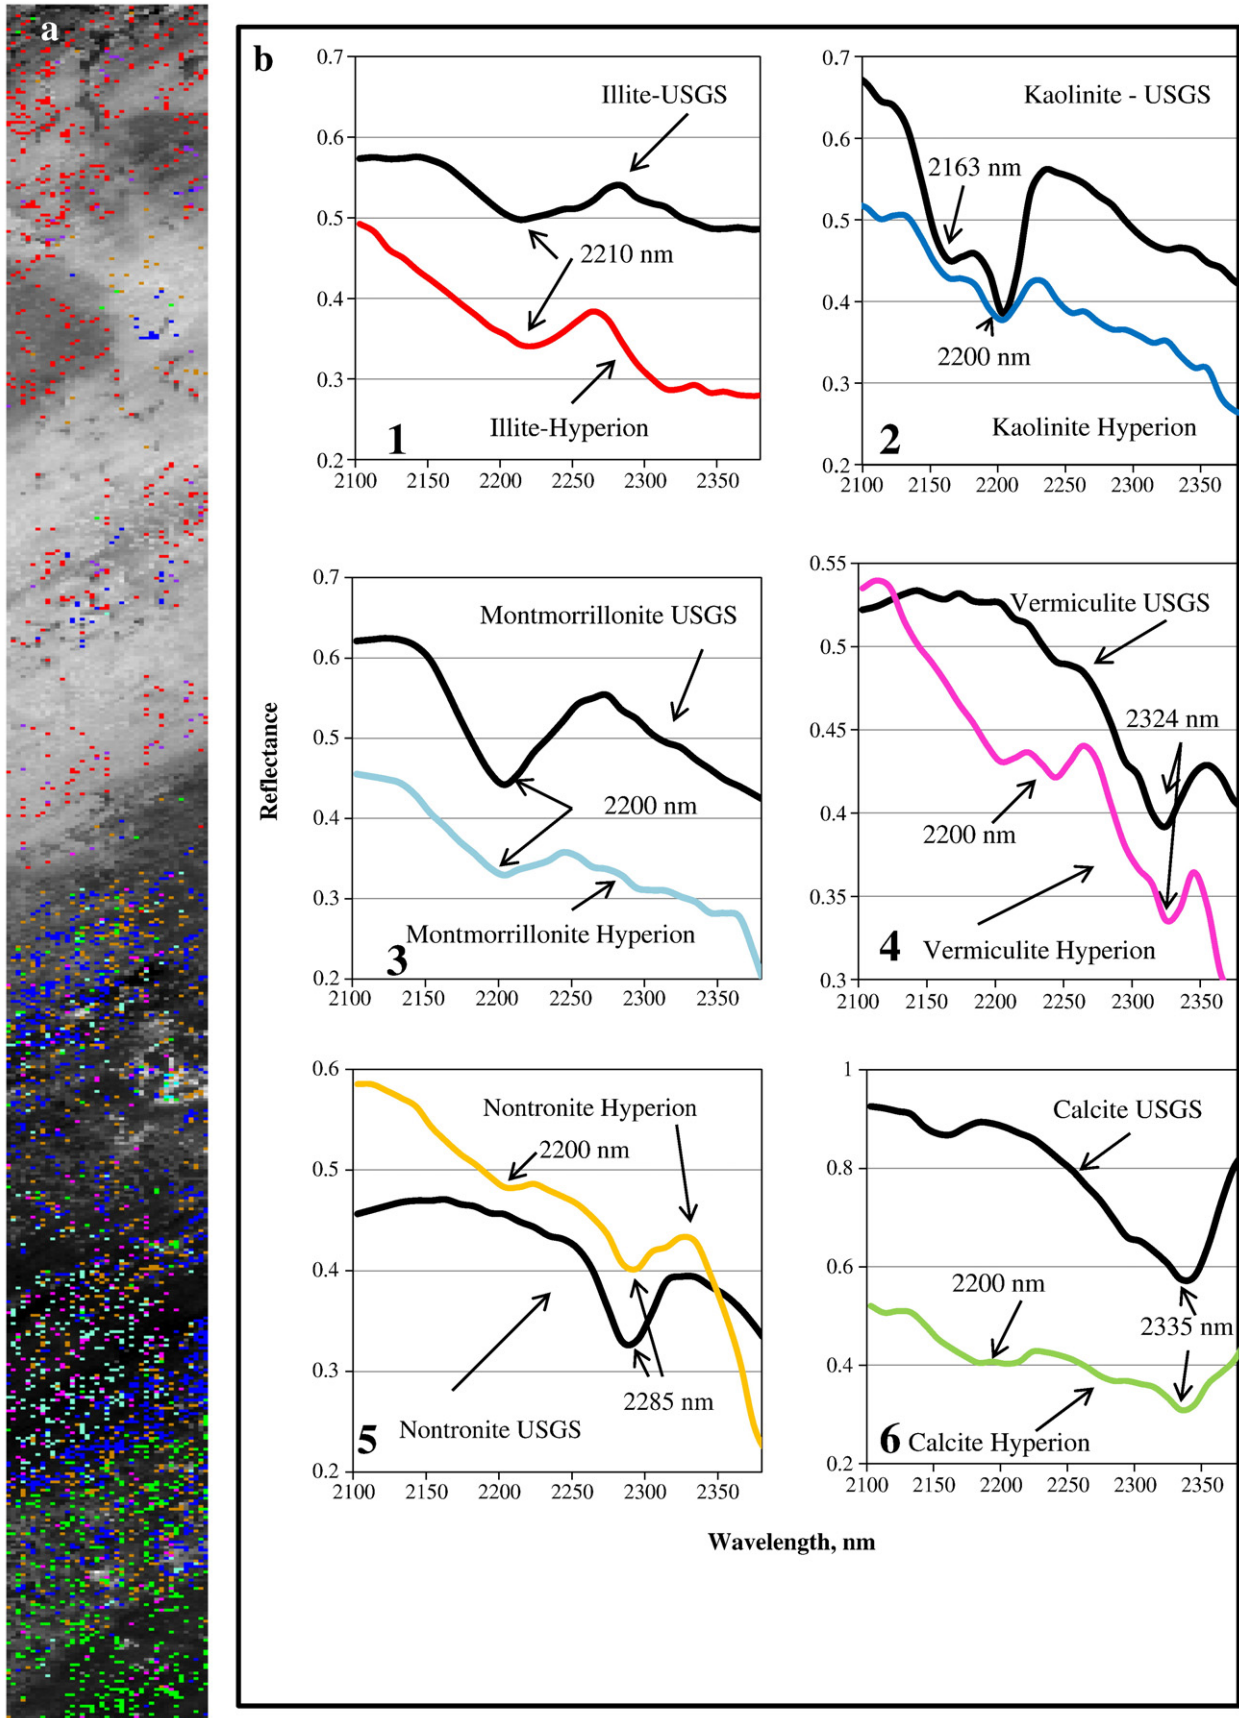 a
b
0.7
0.6
0.5
0.4
0.3
0.2
2100
2150
2200
2250
2300
2350
Illite-USGS
2210 nm
Illite-Hyperion
1
0.7
0.6
0.5
0.4
0.3
0.2
2100
2150
2200
2250
2300
2350
Kaolinite - USGS
2163 nm
2200 nm
Kaolinite Hyperion
2
Reflectance
0.7
0.6
0.5
0.4
0.3
0.2
2100
2150
2200
2250
2300
2350
Montmorrillonite USGS
2200 nm
Montmorrillonite Hyperion
3
0.55
0.5
0.45
0.4
0.35
0.3
2100
2150
2200
2250
2300
2350
Vermiculite USGS
2324 nm
2200 nm
Vermiculite Hyperion
4
0.6
0.5
0.4
0.3
0.2
2100
2150
2200
2250
2300
2350
Nontronite Hyperion
2200 nm
2285 nm
Nontronite USGS
5
1
0.8
0.6
0.4
0.2
2100
2150
2200
2250
2300
2350
Calcite USGS
2200 nm
2335 nm
Calcite Hyperion
6
Wavelength, nm